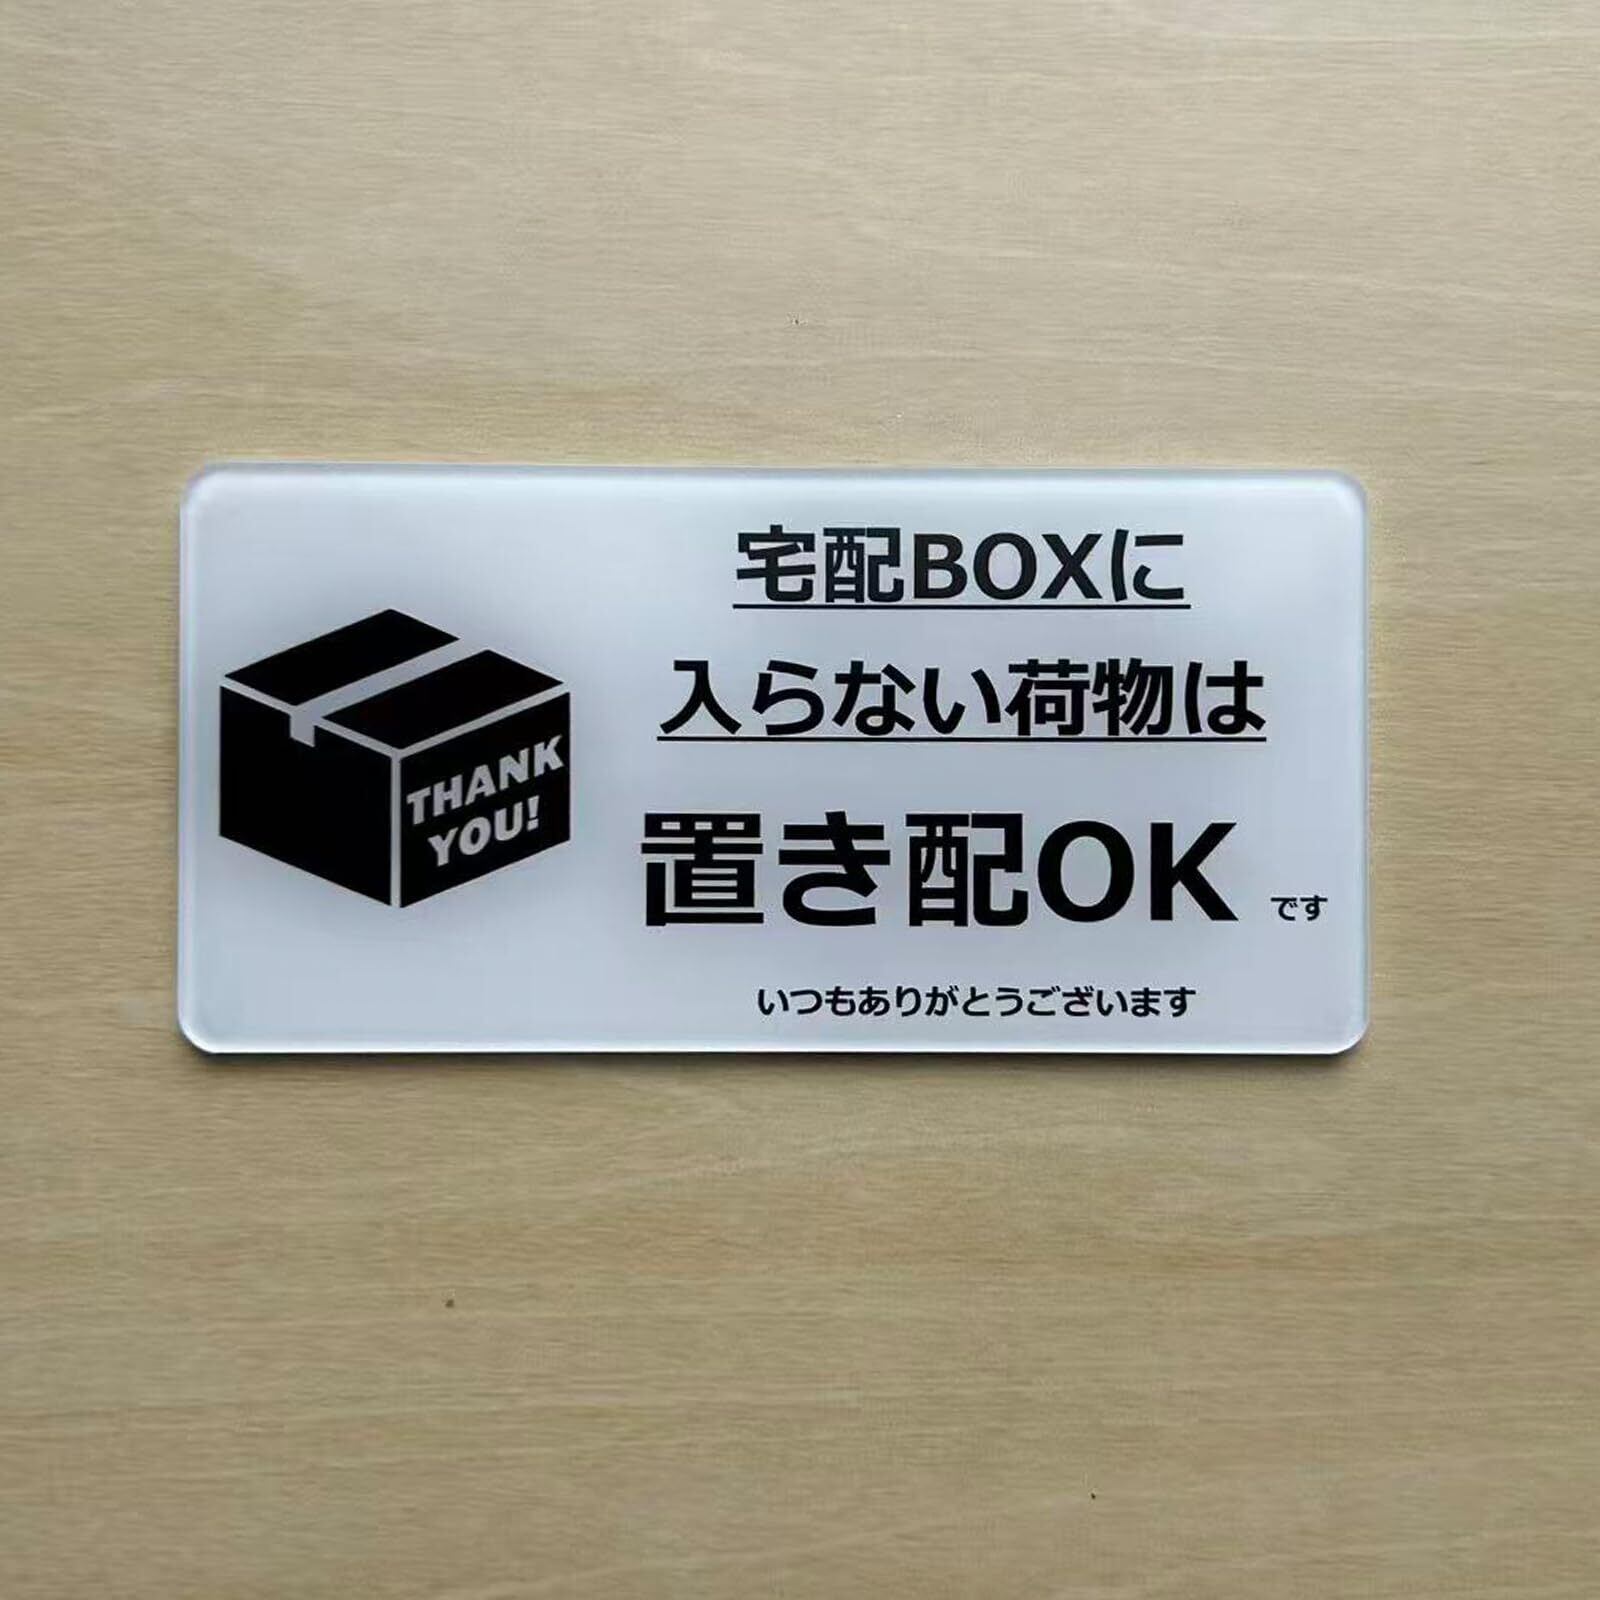 宅配BOXに
入らない荷物は
置き配OK です
いつもありがとうございます
THANK
YOU!